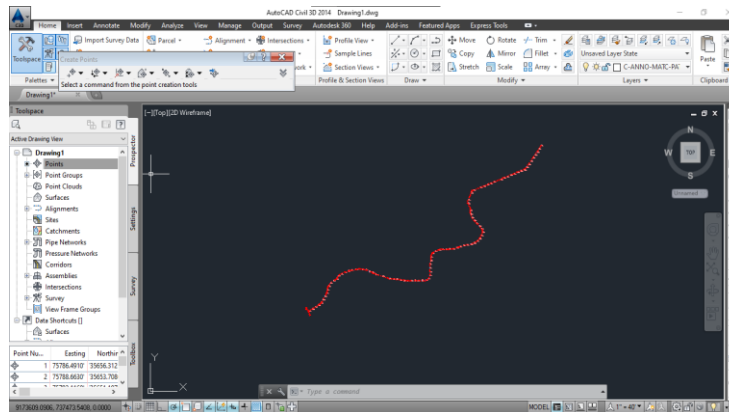 AutoCAD Civil 3D 2014 Drawing1.dwg
Home Insert Annotate Modify Analyze View Manage Output Survey Autodesk 360 Help Add-ins Featured Apps Express Tools
Toolspace
Import Survey Data Parcel Alignment Intersections Profile View Move Rotate Trim Unsaved Layer State
Create Points Sample Lines Copy Mirror Fillet
Section Views Stretch Scale Array C-ANNO-MATC-PAT
Paste
Select a command from the point creation tools
Palettes Profile & Section Views Draw Modify Layers Clipboard
Drawing1*
Toolspace
[-][Top][2D Wireframe]
Active Drawing View
Drawing1
Points
Point Groups
Point Clouds
Surfaces
Alignments
Sites
Catchments
Pipe Networks
Pressure Networks
Corridors
Assemblies
Intersections
Survey
View Frame Groups
Data Shortcuts []
Surfaces
Prospector
Settings
Survey
Toolbox
N
W TOP E
S
Unnamed
Point Nu... Easting Northir
1 75786.4910' 35656.312
2 75788.6630' 35653.708
Y
X
Type a command
MODEL 1" = 40'